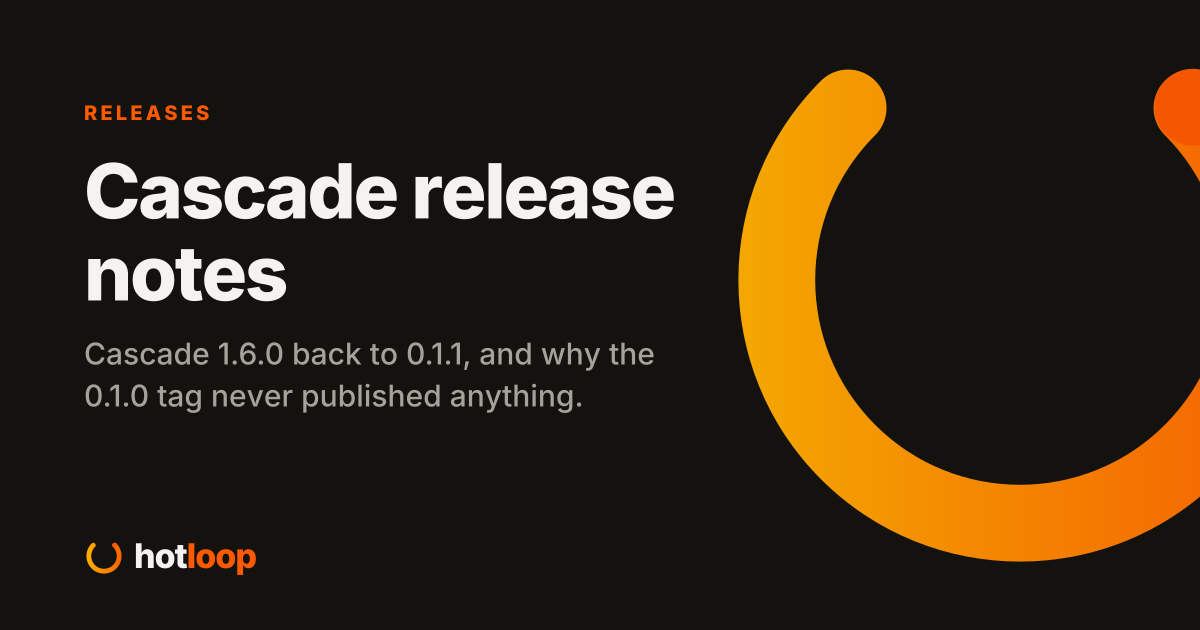 RELEASES
Cascade release
notes
Cascade 1.6.0 back to 0.1.1, and why the
0.1.0 tag never published anything.
hotloop